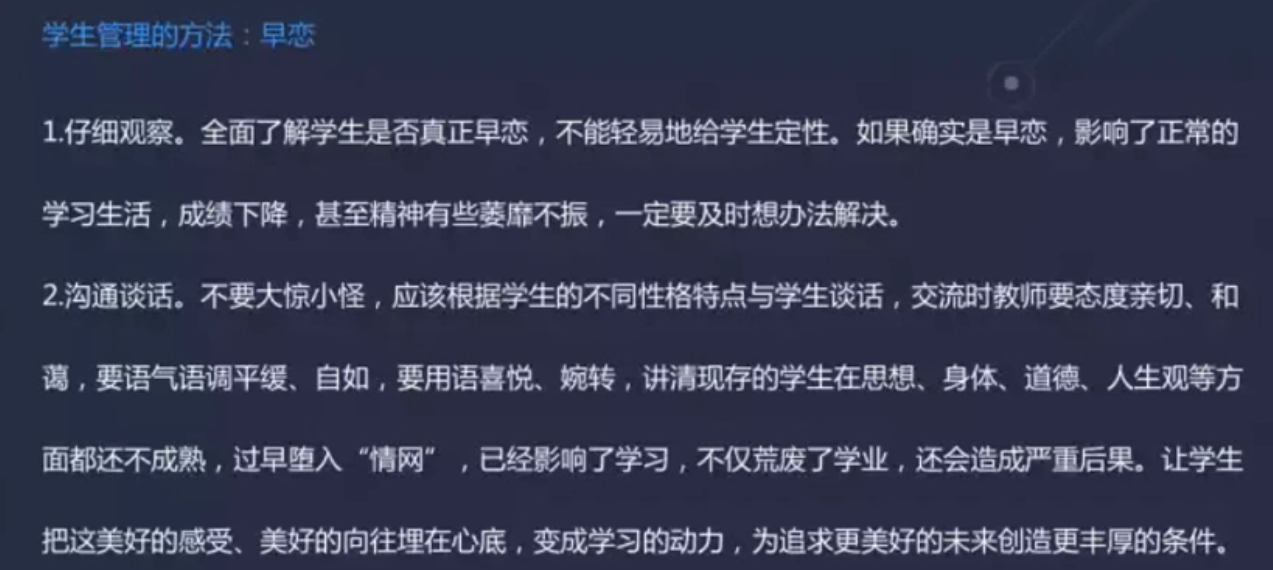 学生管理的方法：早恋
1.仔细观察。全面了解学生是否真正早恋，不能轻易地给学生定性。如果确实是早恋，影响了正常的
学习生活，成绩下降，甚至精神有些萎靡不振，一定要及时想办法解决。
2.沟通谈话。不要大惊小怪，应该根据学生的不同性格特点与学生谈话，交流时教师要态度亲切、和
蔼，要语气语调平缓、自如，要用语喜悦、婉转，讲清现存的学生在思想、身体、道德、人生观等方
面都还不成熟，过早堕入“情网”，已经影响了学习，不仅荒废了学业，还会造成严重后果。让学生
把这美好的感受、美好的向往埋在心底，变成学习的动力，为追求更美好的未来创造更丰厚的条件。